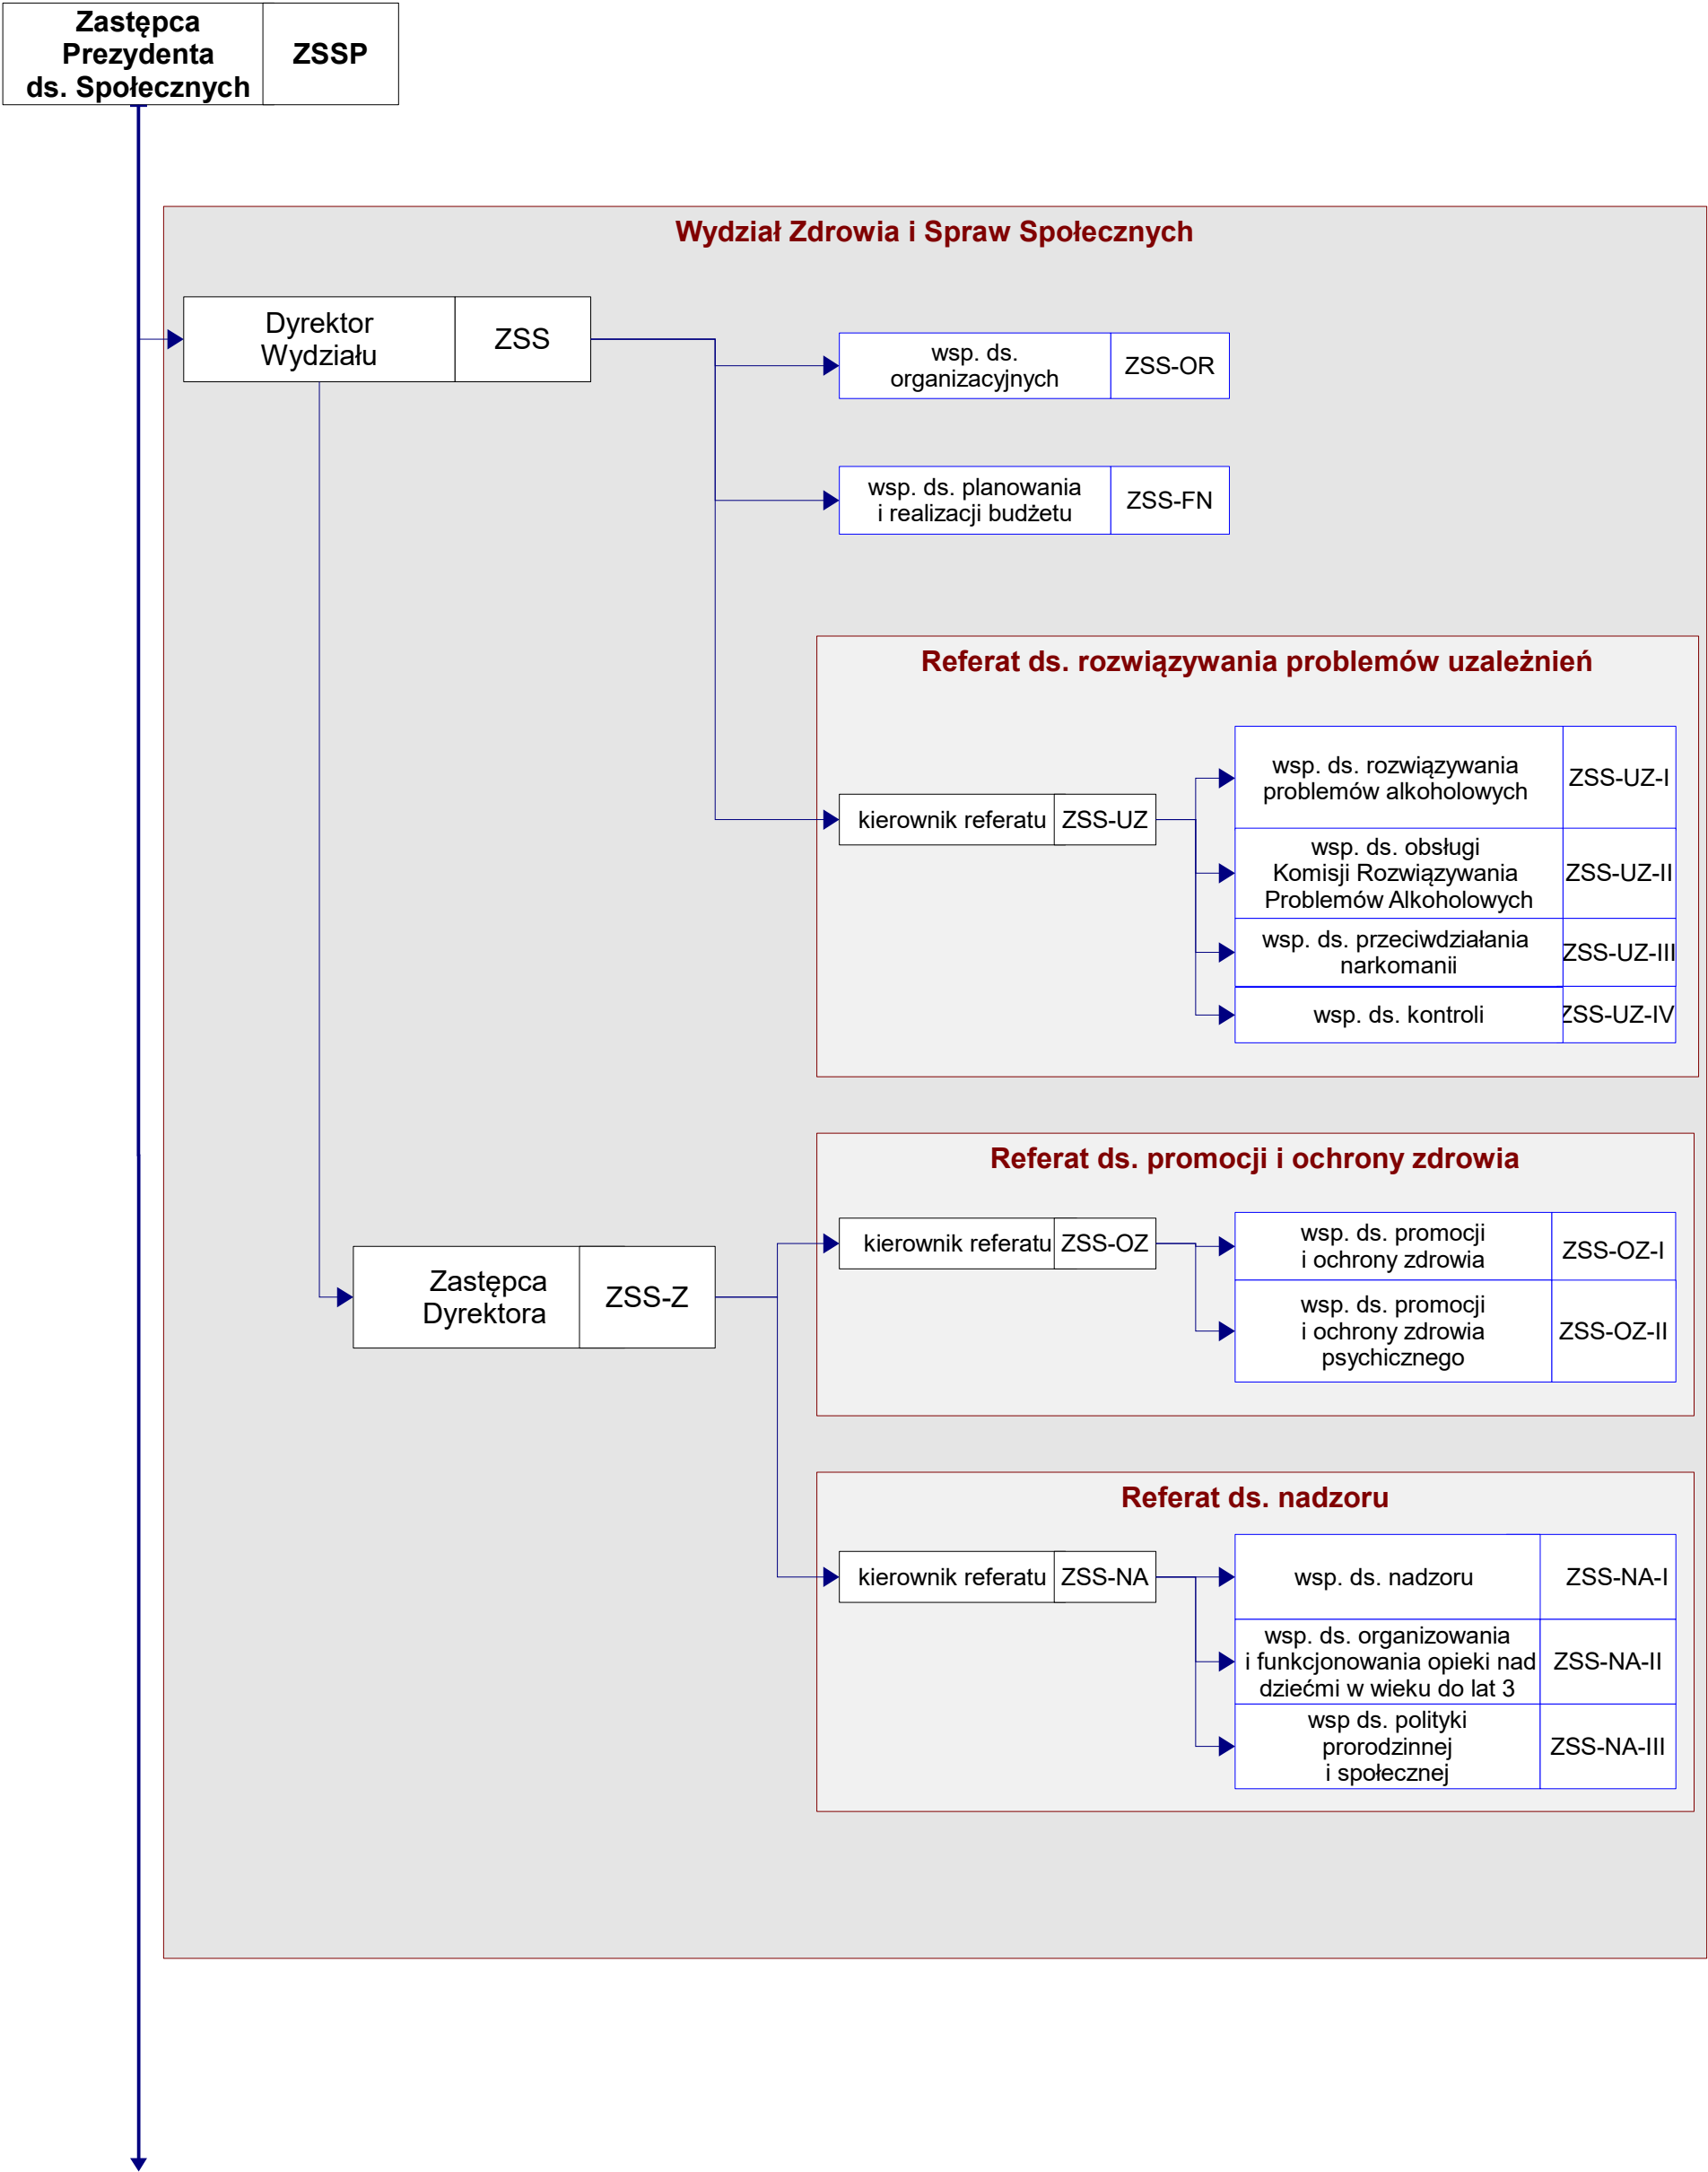 Zastępca
Prezydenta
ds. Społecznych
ZSSP
Wydział Zdrowia i Spraw Społecznych
Dyrektor
Wydziału
ZSS
wsp. ds.
organizacyjnych
ZSS-OR
wsp. ds. planowania
i realizacji budżetu
ZSS-FN
Referat ds. rozwiązywania problemów uzależnień
kierownik referatu
ZSS-UZ
wsp. ds. rozwiązywania
problemów alkoholowych
ZSS-UZ-I
wsp. ds. obsługi
Komisji Rozwiązywania
Problemów Alkoholowych
ZSS-UZ-II
wsp. ds. przeciwdziałania
narkomanii
ZSS-UZ-III
wsp. ds. kontroli
ZSS-UZ-IV
Referat ds. promocji i ochrony zdrowia
Zastępca
Dyrektora
ZSS-Z
kierownik referatu
ZSS-OZ
wsp. ds. promocji
i ochrony zdrowia
ZSS-OZ-I
wsp. ds. promocji
i ochrony zdrowia
psychicznego
ZSS-OZ-II
Referat ds. nadzoru
kierownik referatu
ZSS-NA
wsp. ds. nadzoru
ZSS-NA-I
wsp. ds. organizowania
i funkcjonowania opieki nad
dziećmi w wieku do lat 3
ZSS-NA-II
wsp ds. polityki
prorodzinnej
i społecznej
ZSS-NA-III